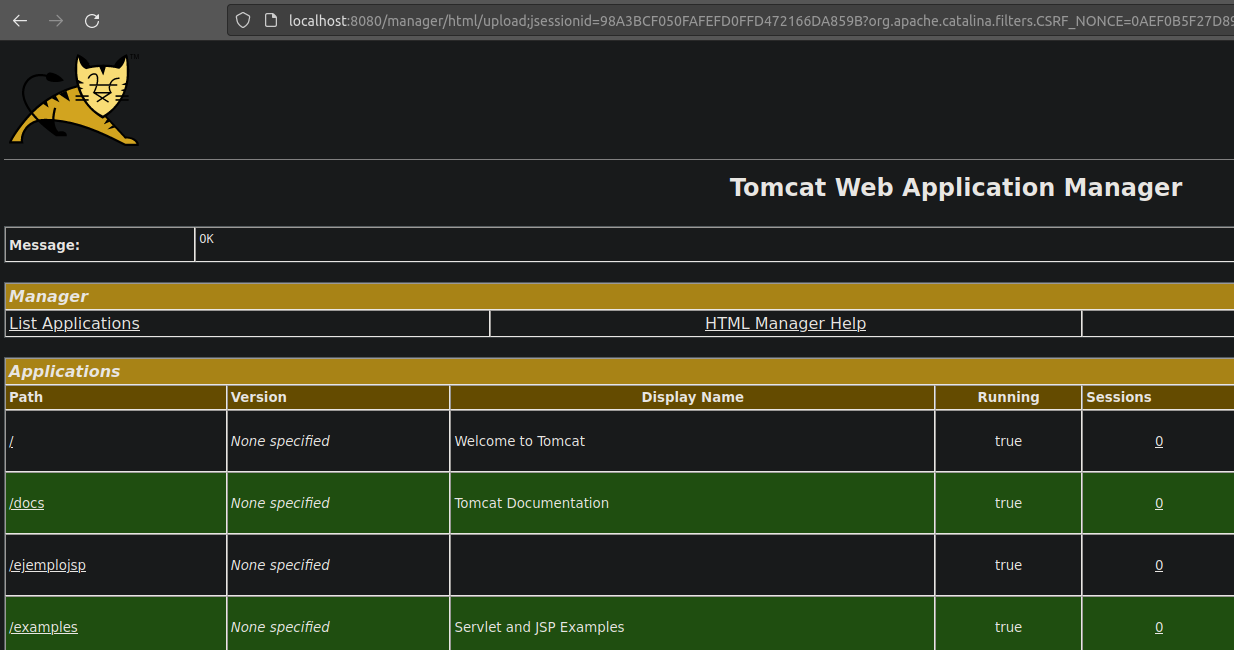 localhost:8080/manager/html/upload;jsessionid=98A3BCF050FAFEFD0FFD472166DA859B?org.apache.catalina.filters.CSRF_NONCE=0AEF0B5F27D89
TM
Tomcat Web Application Manager
Message: OK
Manager
List Applications HTML Manager Help
Applications
Path Version Display Name Running Sessions
/ None specified Welcome to Tomcat true 0
/docs None specified Tomcat Documentation true 0
/ejemplojsp None specified true 0
/examples None specified Servlet and JSP Examples true 0